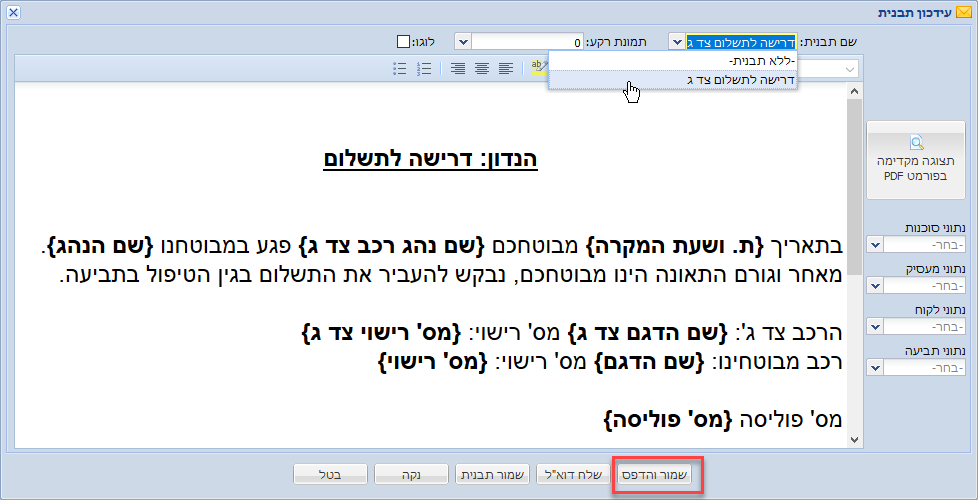 עידכון תבנית
שם תבנית: דרישה לתשלום צד ג תמונת רקע: 0 לוגו:
-ללא תבנית-
דרישה לתשלום צד ג
ab
תצוגה מקדימה
בפורמט PDF
נתוני סוכנות
-בחר-
נתוני מעסיק
-בחר-
נתוני לקוח
-בחר-
נתוני תביעה
-בחר-
הנדון: דרישה לתשלום
בתאריך {ת. ושעת המקרה} מבוטחכם {שם נהג רכב צד ג} פגע במבוטחנו {שם הנהג}.
מאחר וגורם התאונה הינו מבוטחכם, נבקש להעביר את התשלום בגין הטיפול בתביעה.
הרכב צד ג': {שם הדגם צד ג} מס' רישוי: {מס' רישוי צד ג}
רכב מבוטחינו: {שם הדגם} מס' רישוי: {מס' רישוי}
מס' פוליסה {מס' פוליסה}
שמור והדפס שלח דוא"ל שמור תבנית נקה בטל